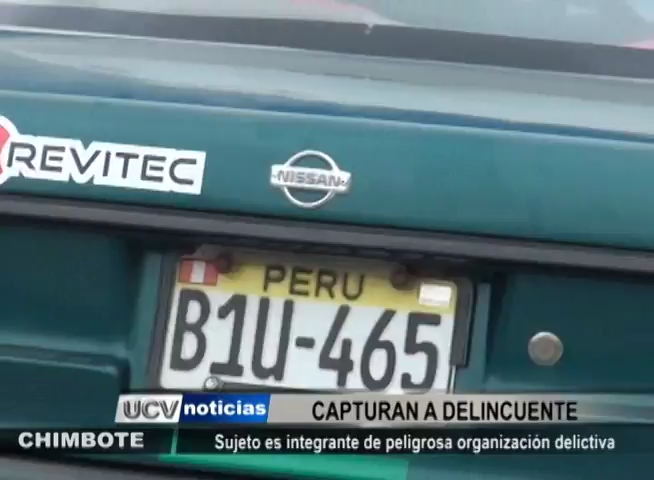 REVITEC
NISSAN
PERU
B1U-465
UCV noticias
CAPTURAN A DELINCUENTE
CHIMBOTE
Sujeto es integrante de peligrosa organización delictiva